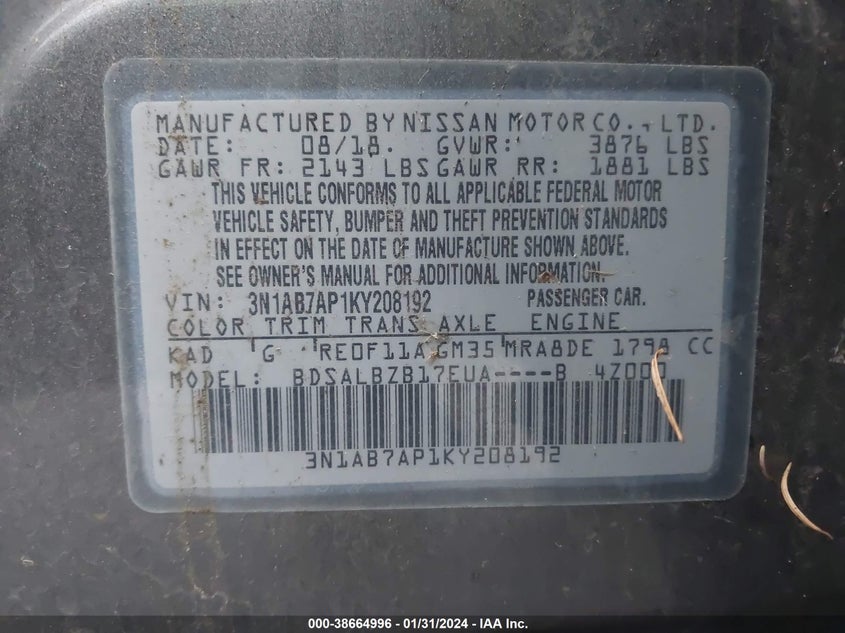 MANUFACTURED BY NISSAN MOTOR CO., LTD.
DATE: 08/18. GVWR: 3876 LBS
GAWR FR: 2143 LBS GAWR RR: 1881 LBS
THIS VEHICLE CONFORMS TO ALL APPLICABLE FEDERAL MOTOR
VEHICLE SAFETY, BUMPER AND THEFT PREVENTION STANDARDS
IN EFFECT ON THE DATE OF MANUFACTURE SHOWN ABOVE.
SEE OWNER'S MANUAL FOR ADDITIONAL INFORMATION.
VIN: 3N1AB7AP1KY208192 PASSENGER CAR.
COLOR TRIM TRANS AXLE ENGINE
KAD G RE0F11A GM35 MRA8DE 1798 CC
MODEL: BDSALBZB17EUA----B 4Z000
3N1AB7AP1KY208192
000-38664996 - 01/31/2024 - IAA Inc.